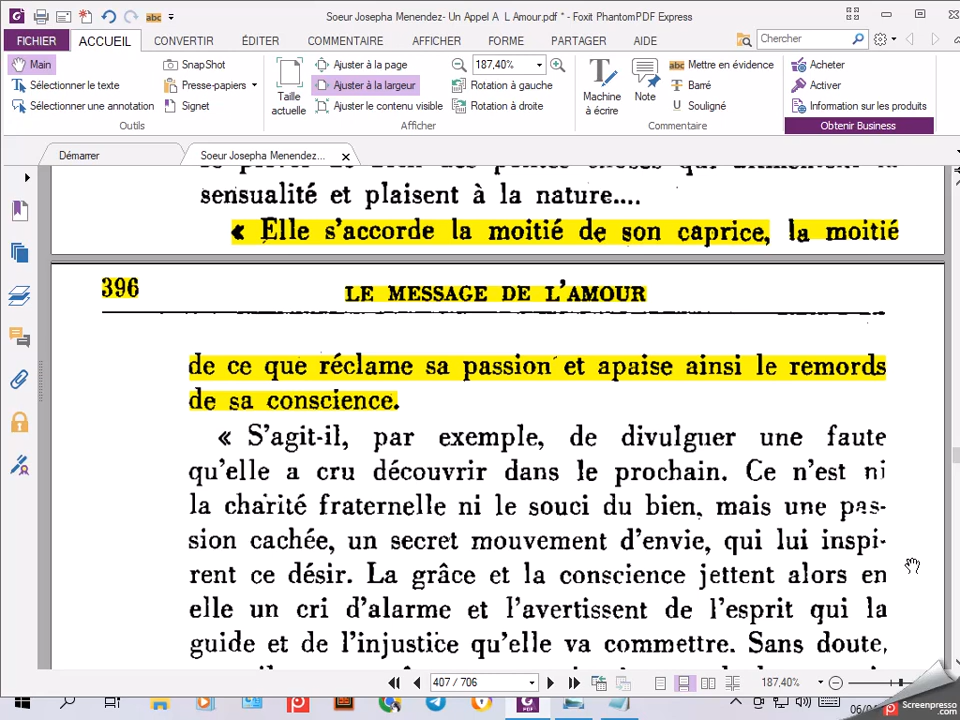 Soeur Josepha Menendez- Un Appel A L Amour.pdf * - Foxit PhantomPDF Express
FICHIER ACCUEIL CONVERTIR ÉDITER COMMENTAIRE AFFICHER FORME PARTAGER AIDE Chercher
Main SnapShot Ajuster à la page 187,40% Mettre en évidence Acheter
Sélectionner le texte Presse-papiers Ajuster à la largeur Rotation à gauche Barré Activer
Sélectionner une annotation Signet Taille actuelle Ajuster le contenu visible Rotation à droite Machine à écrire Note Souligné Information sur les produits
Outils Afficher Commentaire Obtenir Business
Démarrer Soeur Josepha Menendez...
sensualité et plaisent à la nature....
« Elle s'accorde la moitié de son caprice, la moitié
396 LE MESSAGE DE L'AMOUR
de ce que réclame sa passion et apaise ainsi le remords
de sa conscience.
« S'agit-il, par exemple, de divulguer une faute
qu'elle a cru découvrir dans le prochain. Ce n'est ni
la charité fraternelle ni le souci du bien, mais une pas-
sion cachée, un secret mouvement d'envie, qui lui inspi-
rent ce désir. La grâce et la conscience jettent alors en
elle un cri d'alarme et l'avertissent de l'esprit qui la
guide et de l'injustice qu'elle va commettre. Sans doute,
407 / 706 187,40%
Screenpresso
.com